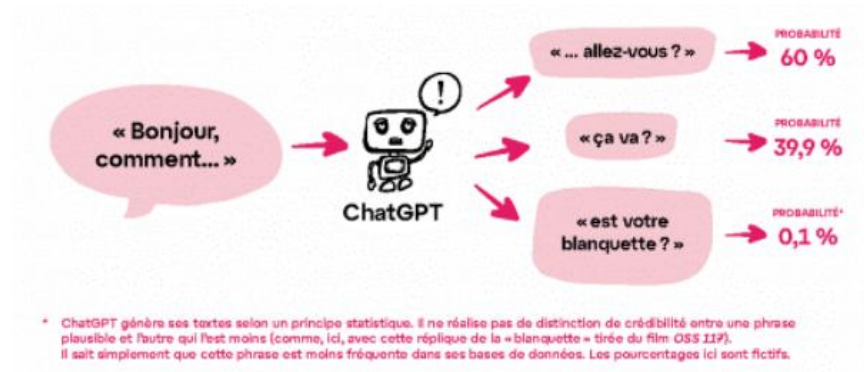 « Bonjour,
comment... »
!
ChatGPT
« ... allez-vous ? »
PROBABILITÉ
60 %
« ça va ? »
PROBABILITÉ
39,9 %
« est votre
blanquette ? »
PROBABILITÉ*
0,1 %
* ChatGPT génère ses textes selon un principe statistique. Il ne réalise pas de distinction de crédibilité entre une phrase
plausible et l'autre qui l'est moins (comme, ici, avec cette réplique de la « blanquette » tirée du film OSS 117).
Il sait simplement que cette phrase est moins fréquente dans ses bases de données. Les pourcentages ici sont fictifs.